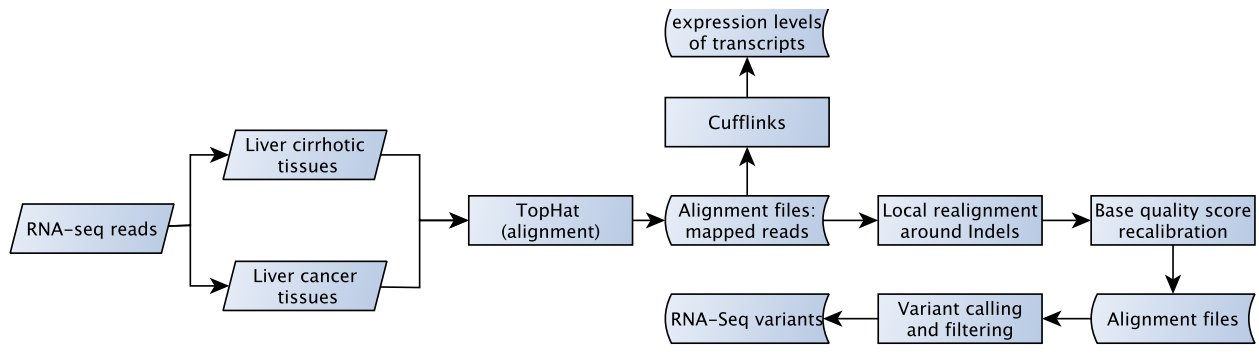 expression levels
of transcripts
Cufflinks
Liver cirrhotic
tissues
RNA-seq reads
Liver cancer
tissues
TopHat
(alignment)
Alignment files:
mapped reads
Local realignment
around Indels
Base quality score
recalibration
RNA-Seq variants
Variant calling
and filtering
Alignment files